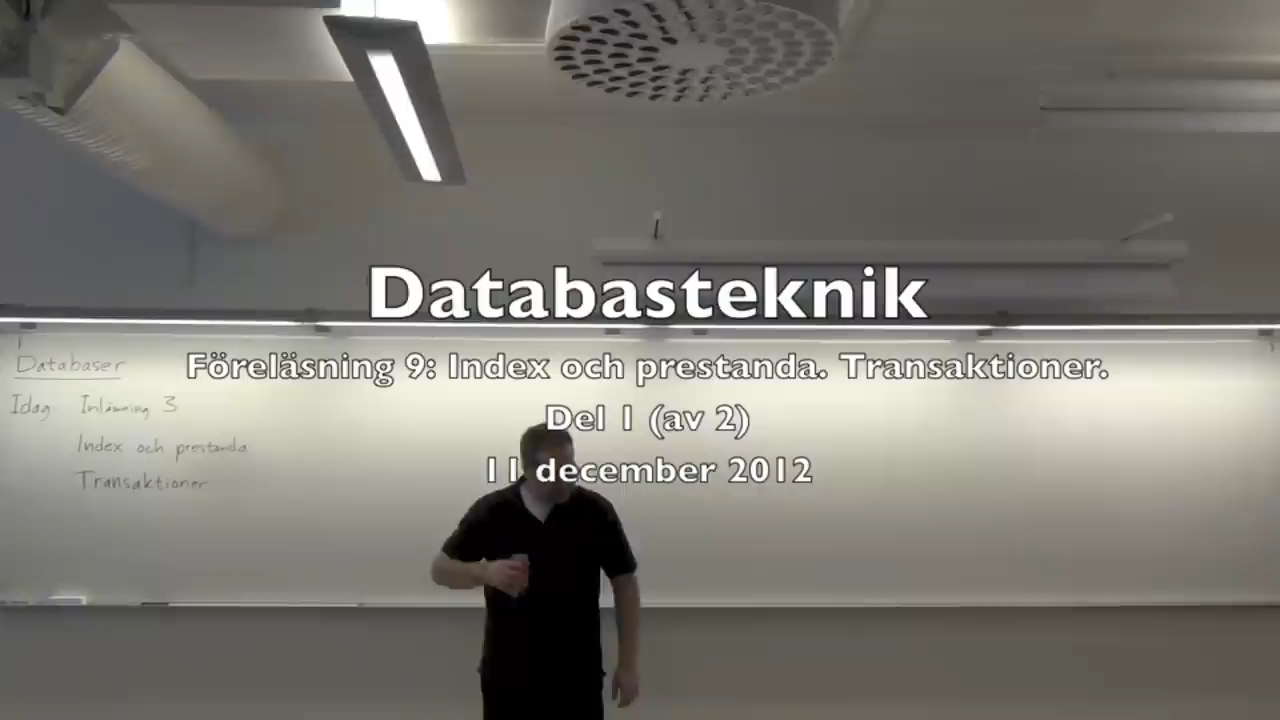 Databasteknik
Föreläsning 9: Index och prestanda. Transaktioner.
Del 1 (av 2)
11 december 2012
Databaser
Idag Inlämning 3
Index och prestanda
Transaktioner